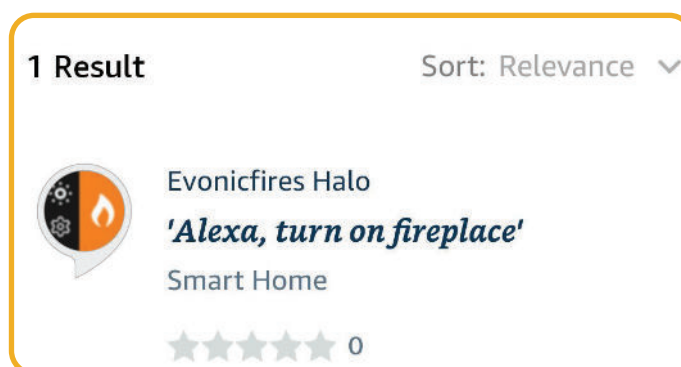 1 Result
Sort: Relevance
Evonicfires Halo
'Alexa, turn on fireplace'
Smart Home
0